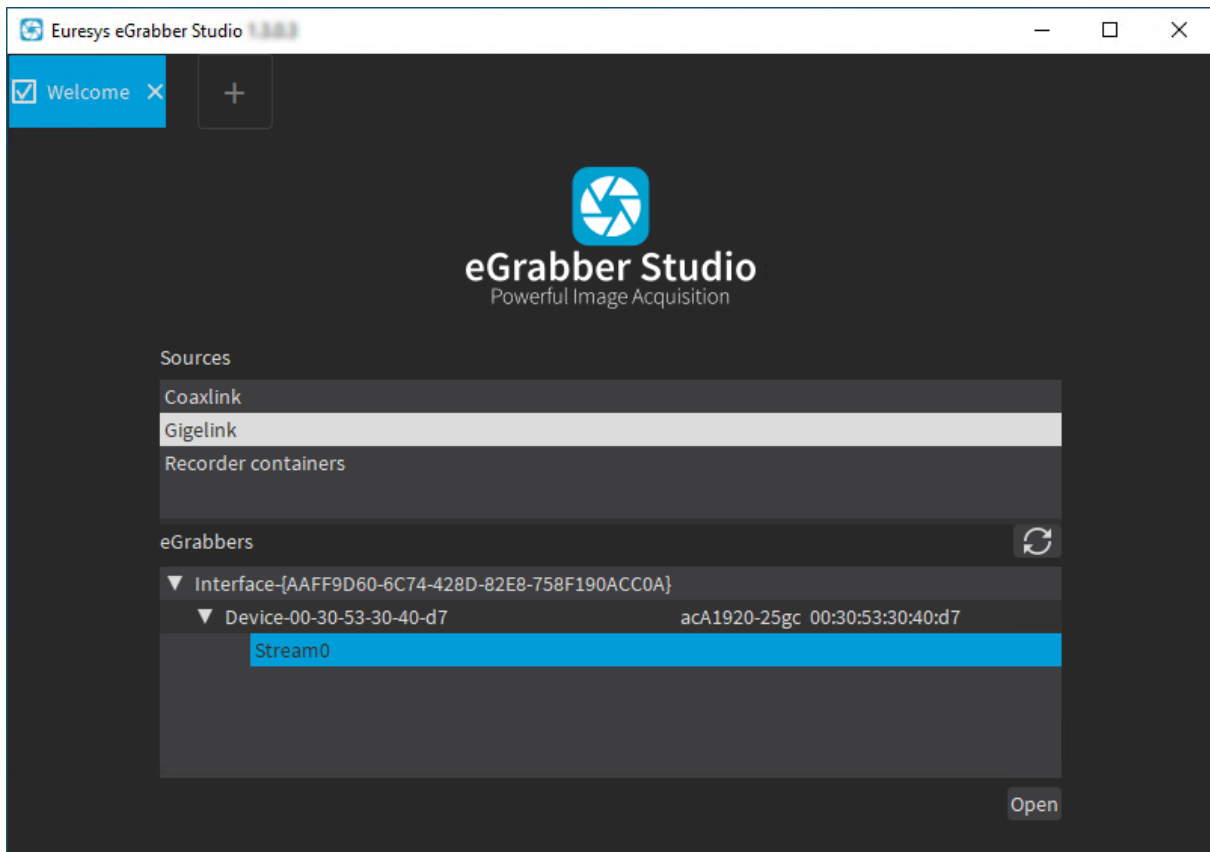 Euresys eGrabber Studio
Welcome
eGrabber Studio
Powerful Image Acquisition
Sources
Coaxlink
Gigelink
Recorder containers
eGrabbers
Interface-{AAFF9D60-6C74-428D-82E8-758F190ACC0A}
Device-00-30-53-30-40-d7 acA1920-25gc 00:30:53:30:40:d7
Stream0
Open